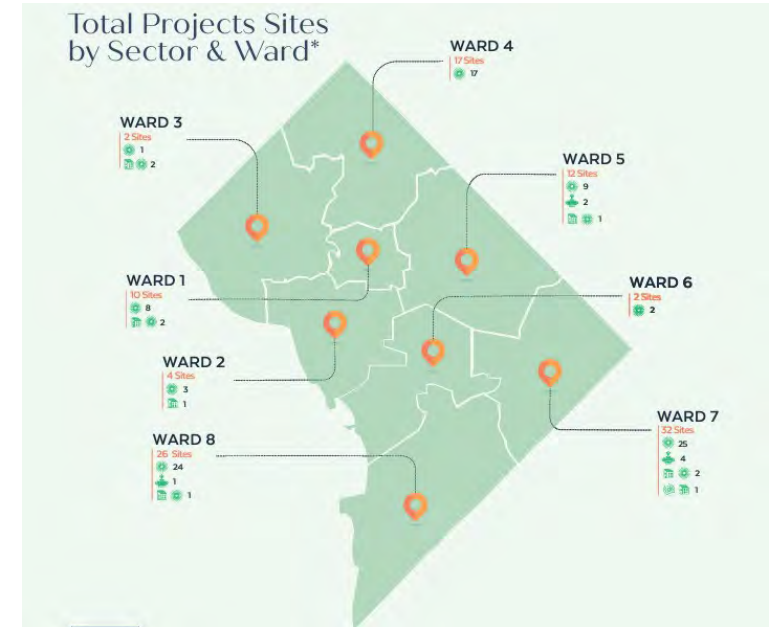 Total Projects Sites
by Sector & Ward*
WARD 4
17 Sites
17
WARD 3
2 Sites
1
2
WARD 5
12 Sites
9
2
1
WARD 1
10 Sites
8
2
WARD 6
2 Sites
2
WARD 2
4 Sites
3
1
WARD 7
32 Sites
25
4
2
1
WARD 8
26 Sites
24
1
1